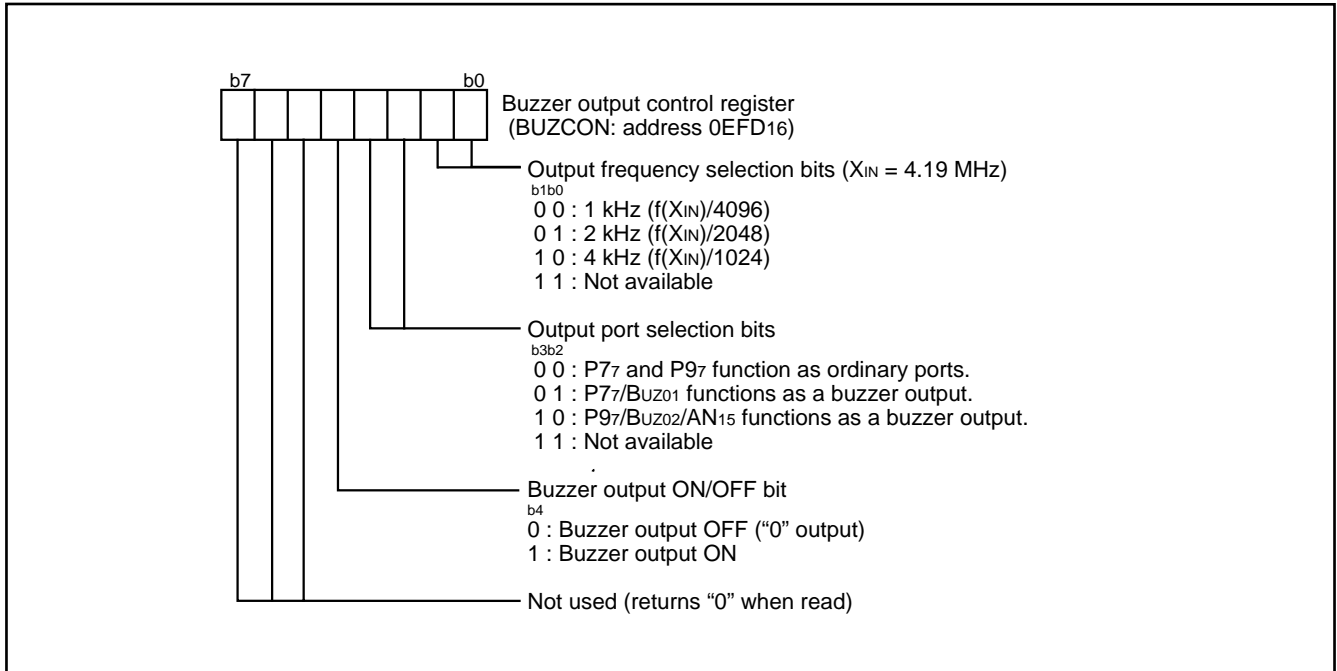 b7 b0
Buzzer output control register
(BUZCON: address 0EFD16)
Output frequency selection bits (XIN = 4.19 MHz)
b1b0
0 0 : 1 kHz (f(XIN)/4096)
0 1 : 2 kHz (f(XIN)/2048)
1 0 : 4 kHz (f(XIN)/1024)
1 1 : Not available
Output port selection bits
b3b2
0 0 : P77 and P97 function as ordinary ports.
0 1 : P77/BUZ01 functions as a buzzer output.
1 0 : P97/BUZ02/AN15 functions as a buzzer output.
1 1 : Not available
Buzzer output ON/OFF bit
b4
0 : Buzzer output OFF (“0” output)
1 : Buzzer output ON
Not used (returns “0” when read)